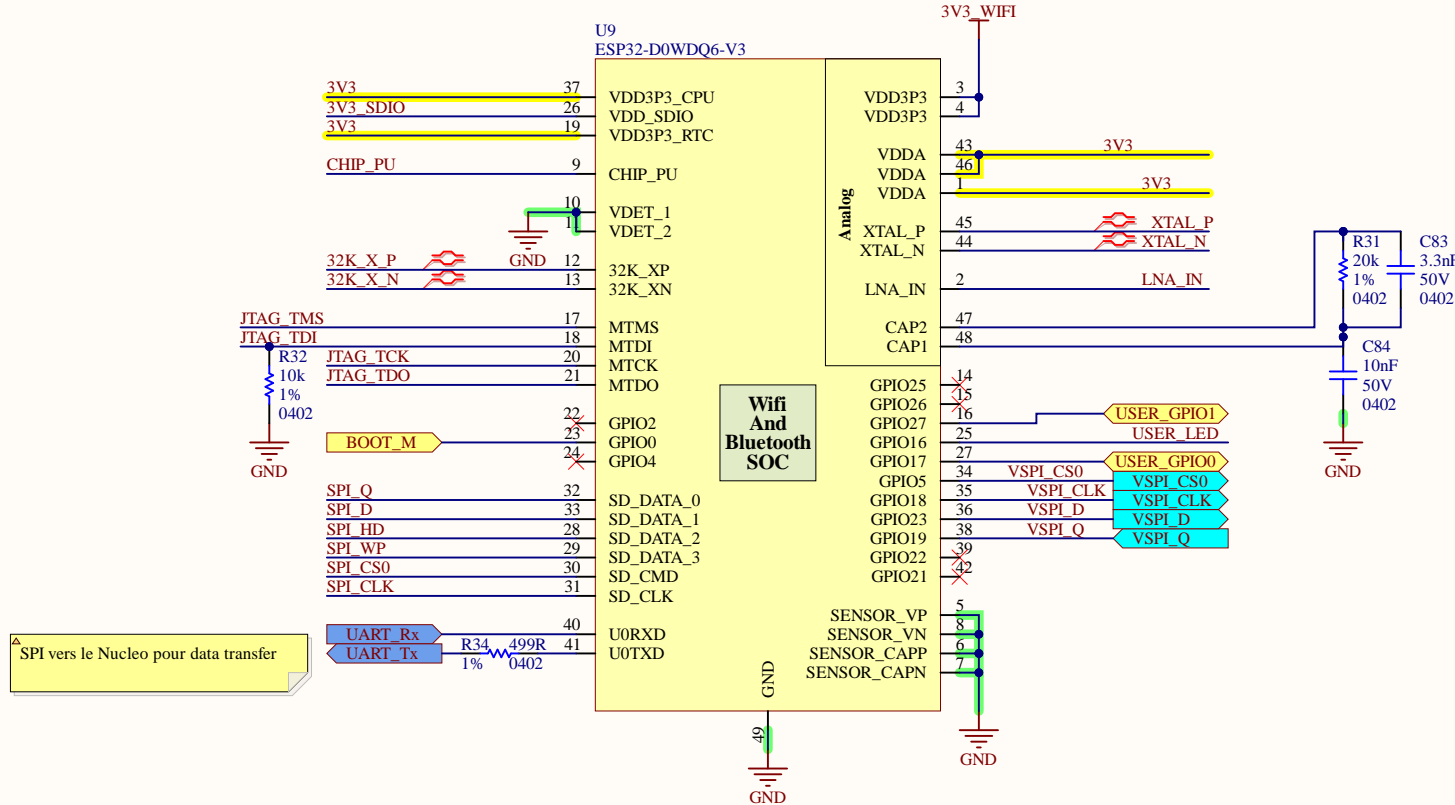 3V3_WIFI
U9
ESP32-D0WDQ6-V3
3V3 37 VDD3P3_CPU
3V3_SDIO 26 VDD_SDIO
3V3 19 VDD3P3_RTC
CHIP_PU 9 CHIP_PU
10 VDET_1
11 VDET_2
GND
32K_X_P 12 32K_XP
32K_X_N 13 32K_XN
JTAG_TMS 17 MTMS
JTAG_TDI 18 MTDI
JTAG_TCK 20 MTCK
JTAG_TDO 21 MTDO
R32
10k
1%
0402
GND
22 GPIO2
BOOT_M 23 GPIO0
24 GPIO4
SPI_Q 32 SD_DATA_0
SPI_D 33 SD_DATA_1
SPI_HD 28 SD_DATA_2
SPI_WP 29 SD_DATA_3
SPI_CS0 30 SD_CMD
SPI_CLK 31 SD_CLK
UART_Rx 40 U0RXD
UART_Tx R34 499R 41 U0TXD
1% 0402
SPI vers le Nucleo pour data transfer
Analog
Wifi
And
Bluetooth
SOC
VDD3P3 3
VDD3P3 4
VDDA 43 3V3
VDDA 46
VDDA 1 3V3
XTAL_P 45 XTAL_P
XTAL_N 44 XTAL_N
LNA_IN 2 LNA_IN
CAP2 47
CAP1 48
R31
20k
1%
0402
C83
3.3nF
50V
0402
C84
10nF
50V
0402
GND
GPIO25 14
GPIO26 15
GPIO27 16 USER_GPIO1
GPIO16 25 USER_LED
GPIO17 27 USER_GPIO0
GPIO5 34 VSPI_CS0 VSPI_CS0
GPIO18 35 VSPI_CLK VSPI_CLK
GPIO23 36 VSPI_D VSPI_D
GPIO19 38 VSPI_Q VSPI_Q
GPIO22 39
GPIO21 42
SENSOR_VP 5
SENSOR_VN 8
SENSOR_CAPP 6
SENSOR_CAPN 7
GND
GND
49
GND